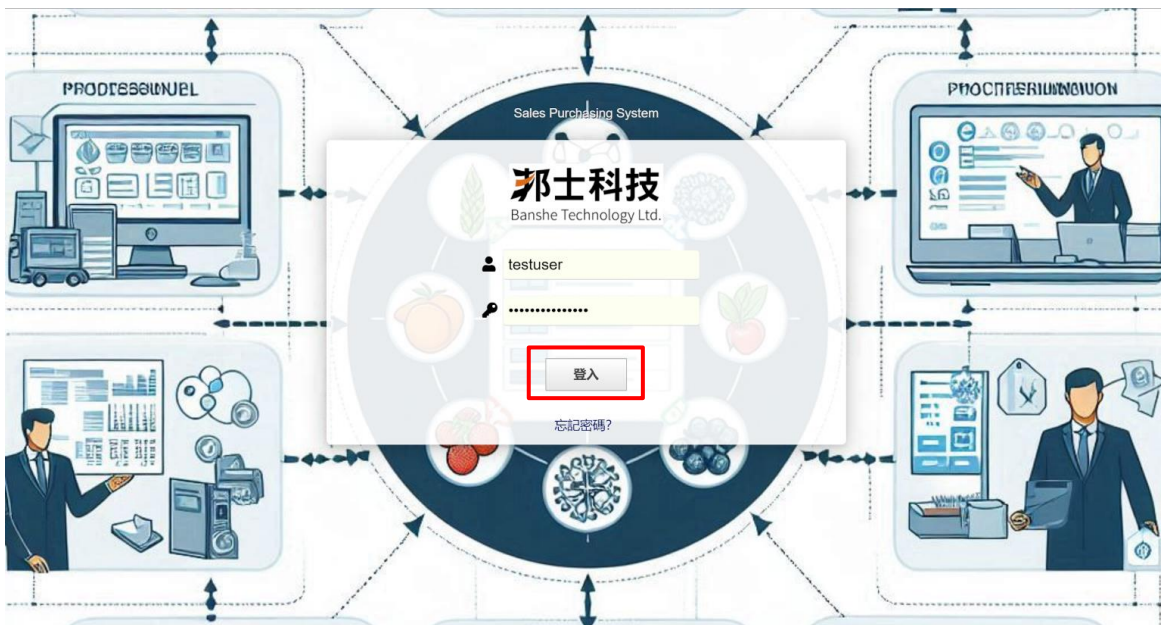 Sales Purchasing System
邦士科技
Banshe Technology Ltd.
testuser
登入
忘記密碼?